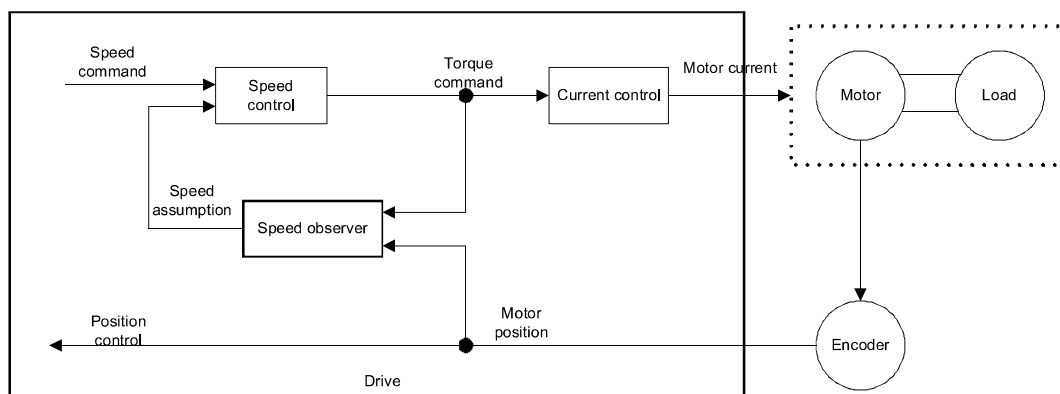 Speed
command
Speed
control
Torque
command
Current control
Motor current
Motor
Load
Speed
assumption
Speed observer
Position
control
Motor
position
Encoder
Drive